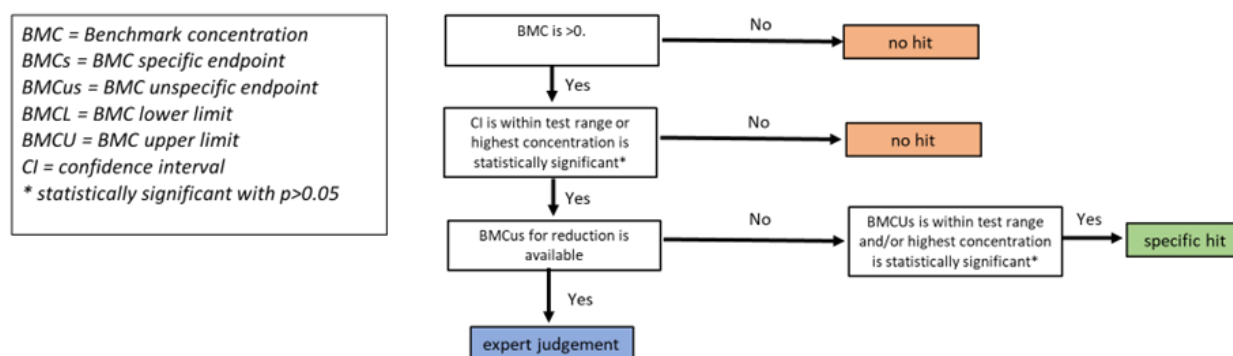 BMC = Benchmark concentration
BMCs = BMC specific endpoint
BMCus = BMC unspecific endpoint
BMCL = BMC lower limit
BMCU = BMC upper limit
CI = confidence interval
* statistically significant with p>0.05
BMC is >0.
No
no hit
Yes
CI is within test range or
highest concentration is
statistically significant*
No
no hit
Yes
BMCus for reduction is
available
No
BMCUs is within test range
and/or highest concentration
is statistically significant*
Yes
specific hit
Yes
expert judgement